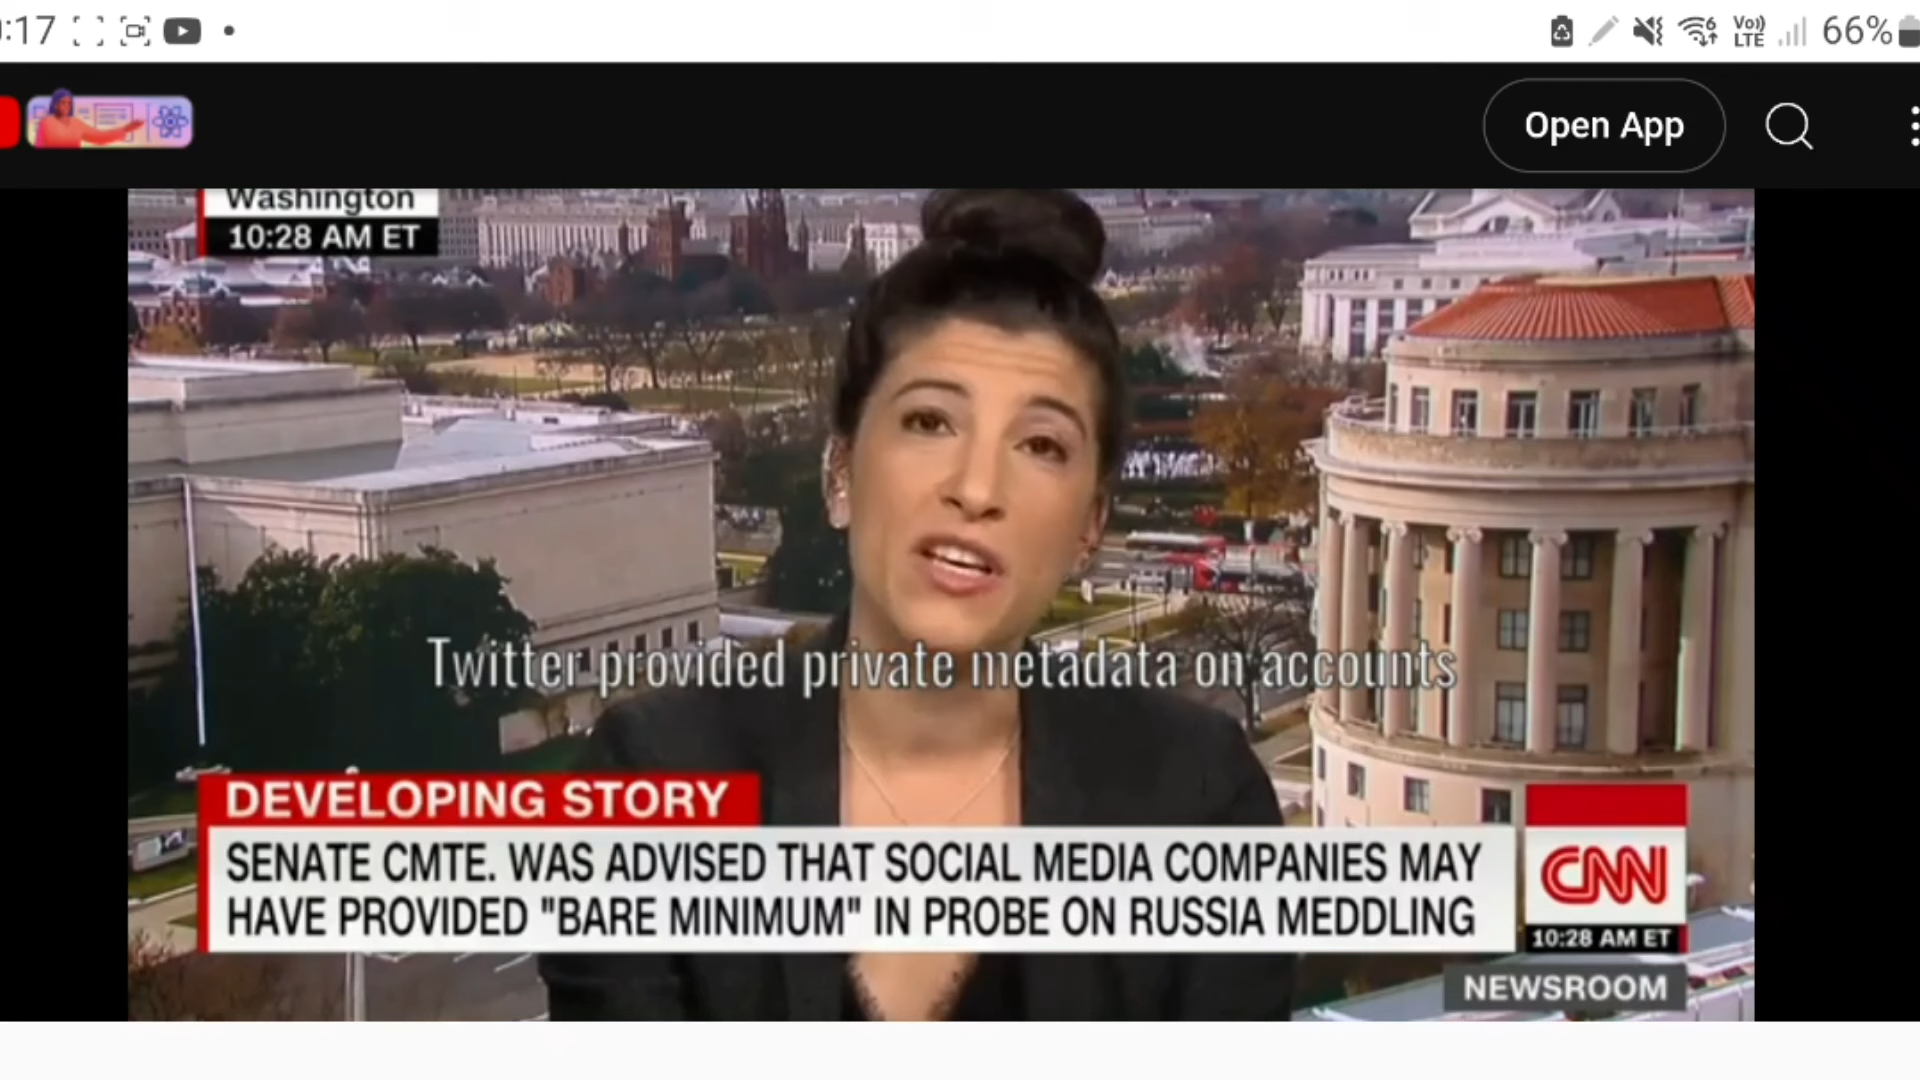 :17
Vo))
LTE
66%
Open App
Washington
10:28 AM ET
Twitter provided private metadata on accounts
DEVELOPING STORY
SENATE CMTE. WAS ADVISED THAT SOCIAL MEDIA COMPANIES MAY
HAVE PROVIDED "BARE MINIMUM" IN PROBE ON RUSSIA MEDDLING
CNN
10:28 AM ET
NEWSROOM